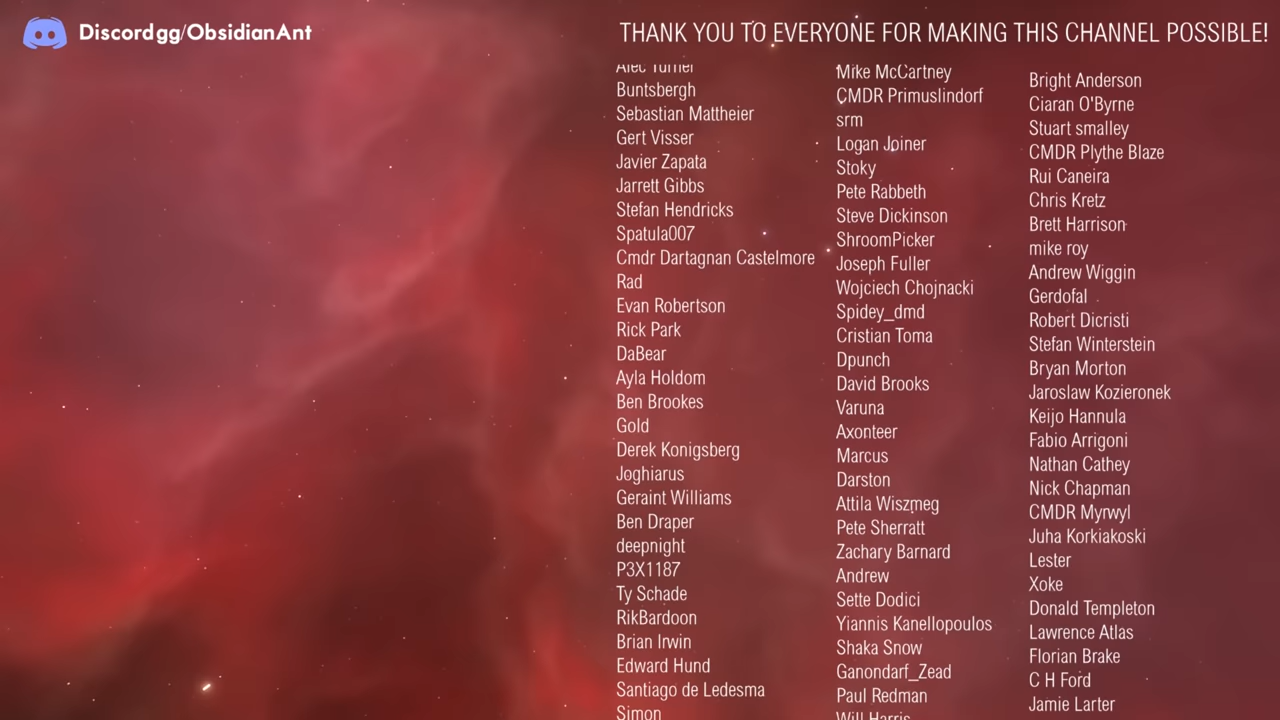 Discordgg/ObsidianAnt
THANK YOU TO EVERYONE FOR MAKING THIS CHANNEL POSSIBLE!
Alec Turner
Buntsbergh
Sebastian Mattheier
Gert Visser
Javier Zapata
Jarrett Gibbs
Stefan Hendricks
Spatula007
Cmdr Dartagnan Castelmore
Rad
Evan Robertson
Rick Park
DaBear
Ayla Holdom
Ben Brookes
Gold
Derek Konigsberg
Joghiarus
Geraint Williams
Ben Draper
deepnight
P3X1187
Ty Schade
RikBardoon
Brian Irwin
Edward Hund
Santiago de Ledesma
Simon
Mike McCartney
CMDR Primuslindorf
srm
Logan Joiner
Stoky
Pete Rabbeth
Steve Dickinson
ShroomPicker
Joseph Fuller
Wojciech Chojnacki
Spidey_dmd
Cristian Toma
Dpunch
David Brooks
Varuna
Axonteer
Marcus
Darston
Attila Wiszmeg
Pete Sherratt
Zachary Barnard
Andrew
Sette Dodici
Yiannis Kanellopoulos
Shaka Snow
Ganondarf_Zead
Paul Redman
Will Harris
Bright Anderson
Ciaran O'Byrne
Stuart smalley
CMDR Plythe Blaze
Rui Caneira
Chris Kretz
Brett Harrison
mike roy
Andrew Wiggin
Gerdofal
Robert Dicristi
Stefan Winterstein
Bryan Morton
Jaroslaw Kozieronek
Keijo Hannula
Fabio Arrigoni
Nathan Cathey
Nick Chapman
CMDR Myrwyl
Juha Korkiakoski
Lester
Xoke
Donald Templeton
Lawrence Atlas
Florian Brake
C H Ford
Jamie Larter